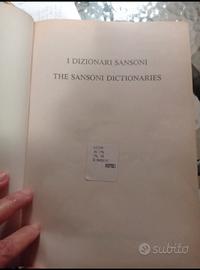 I DIZIONARI SANSONI
THE SANSONI DICTIONARIES
subito